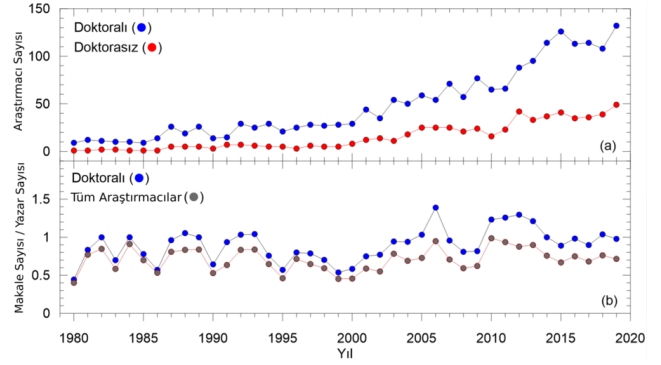 150
Doktoralı (●)
Doktorasız (●)
100
Araştırmacı Sayısı
50
0
(a)
Doktoralı (●)
Tüm Araştırmacılar (●)
1.5
1
Makale Sayısı / Yazar Sayısı
0.5
0
(b)
1980 1985 1990 1995 2000 2005 2010 2015 2020
Yıl